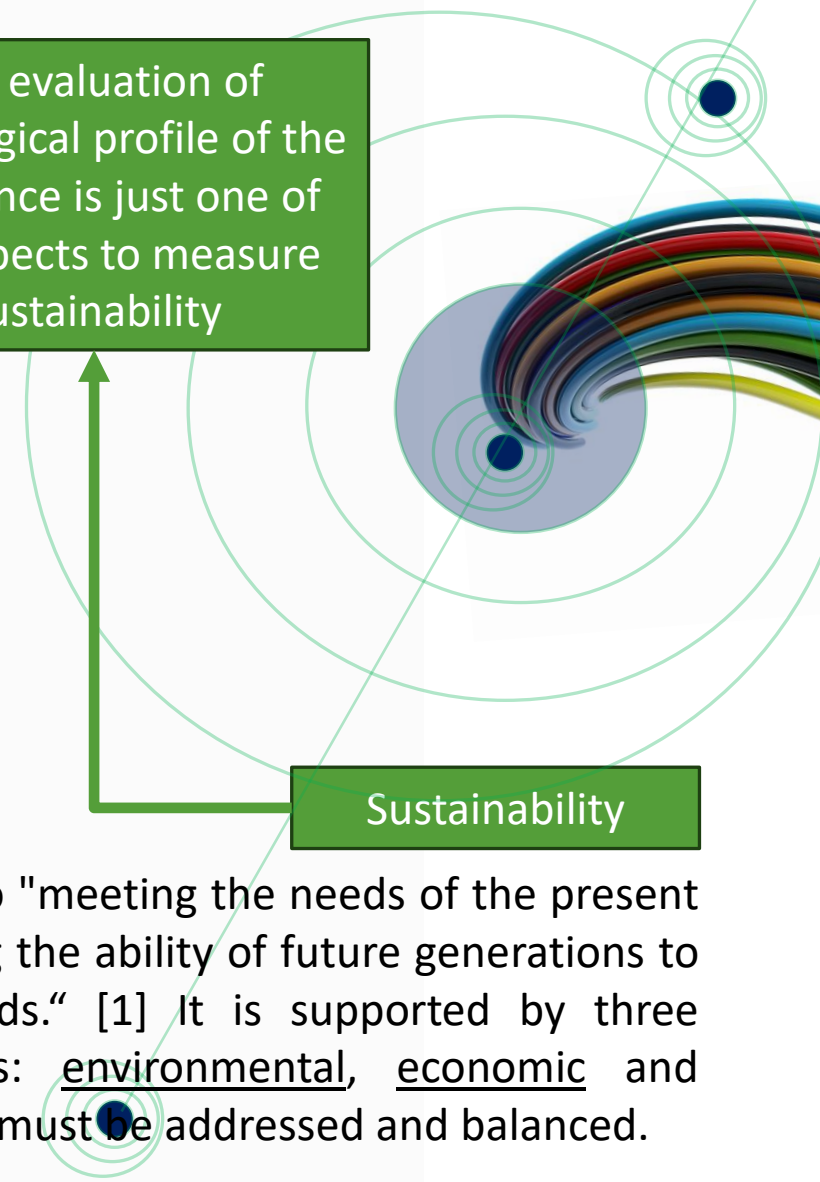 evaluation of
gical profile of the
nce is just one of
pects to measure
ustainability
Sustainability
"meeting the needs of the present
the ability of future generations to
ds.“ [1] It is supported by three
s: environmental, economic and
must be addressed and balanced.